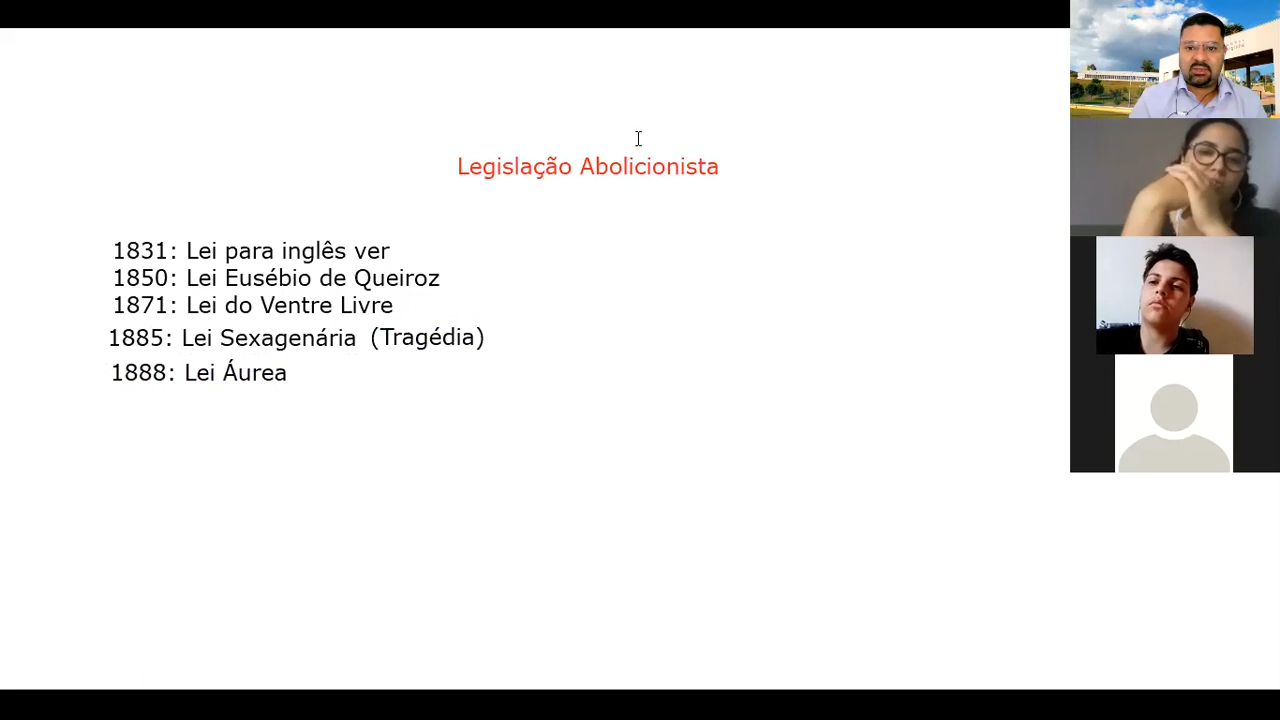 Legislação Abolicionista
1831: Lei para inglês ver
1850: Lei Eusébio de Queiroz
1871: Lei do Ventre Livre
1885: Lei Sexagenária (Tragédia)
1888: Lei Áurea